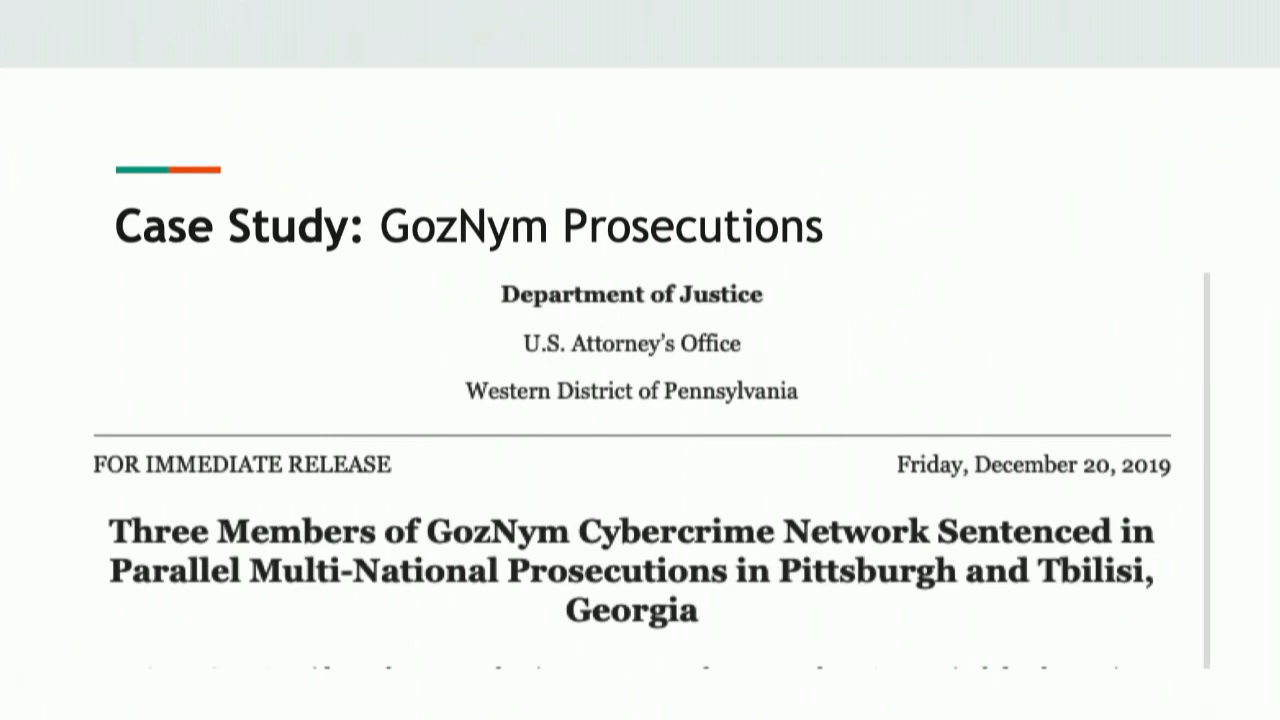 Case Study: GozNym Prosecutions
Department of Justice
U.S. Attorney's Office
Western District of Pennsylvania
FOR IMMEDIATE RELEASE
Friday, December 20, 2019
Three Members of GozNym Cybercrime Network Sentenced in
Parallel Multi-National Prosecutions in Pittsburgh and Tbilisi,
Georgia